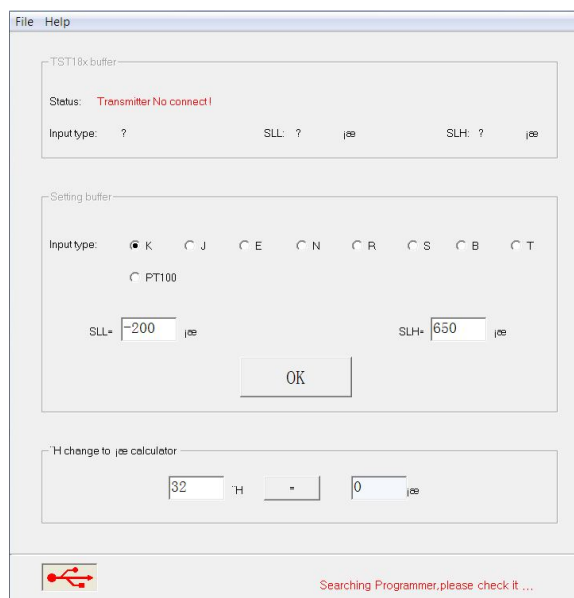 File Help
TST18x buffer
Status: Transmitter No connect!
Input type: ? SLL: ? ¡æ SLH: ? ¡æ
Setting buffer
Input type: K J E N R S B T
PT100
SLL= -200 ¡æ SLH= 650 ¡æ
OK
¨H change to ¡æ calculator
32 ¨H = 0 ¡æ
Searching Programmer,please check it ...